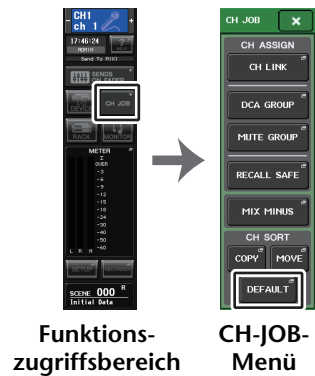 CH1
ch 1
17:46:24
ADMIN
?
HELP
Send To MIX1
SENDS
ON FADER
DEVICE
CH JOB
RACK
MONITOR
METER
Σ
OVER
-3
-6
-9
-12
-15
-18
-24
-30
-40
-50
-60
L R R
SETUP
RECORDER
SCENE 000 R
Initial Data
Funktions-
zugriffsbereich
CH JOB
×
CH ASSIGN
CH LINK
DCA GROUP
MUTE GROUP
RECALL SAFE
MIX MINUS
CH SORT
COPY
MOVE
DEFAULT
CH-JOB-
Menü